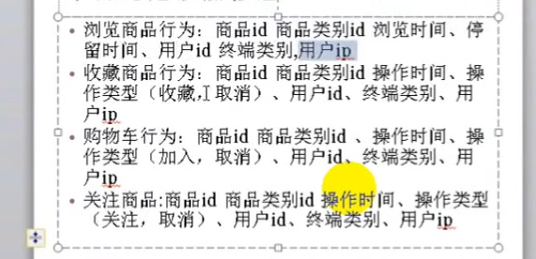 • 浏览商品行为：商品id 商品类别id 浏览时间、停
留时间、用户id 终端类别,用户ip
• 收藏商品行为：商品id 商品类别id 操作时间、操
作类型（收藏,取消）、用户id、终端类别、用
户ip
• 购物车行为：商品id 商品类别id 、操作时间、操
作类型（加入，取消）、用户id、终端类别、用
户ip
• 关注商品:商品id 商品类别id 操作时间、操作类型
（关注，取消）、用户id、终端类别、用户ip